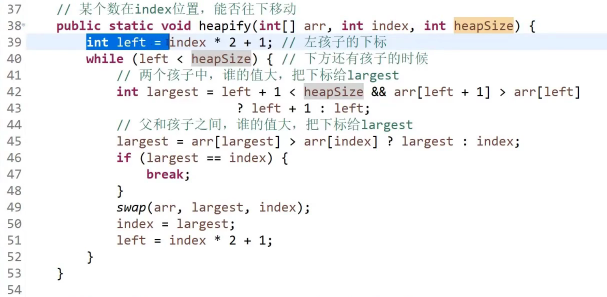 37 // 某个数在index位置，能否往下移动
38 public static void heapify(int[] arr, int index, int heapSize) {
39 int left = index * 2 + 1; // 左孩子的下标
40 while (left < heapSize) { // 下方还有孩子的时候
41 // 两个孩子中，谁的值大，把下标给largest
42 int largest = left + 1 < heapSize && arr[left + 1] > arr[left]
43 ? left + 1 : left;
44 // 父和孩子之间，谁的值大，把下标给largest
45 largest = arr[largest] > arr[index] ? largest : index;
46 if (largest == index) {
47 break;
48 }
49 swap(arr, largest, index);
50 index = largest;
51 left = index * 2 + 1;
52 }
53 }
54